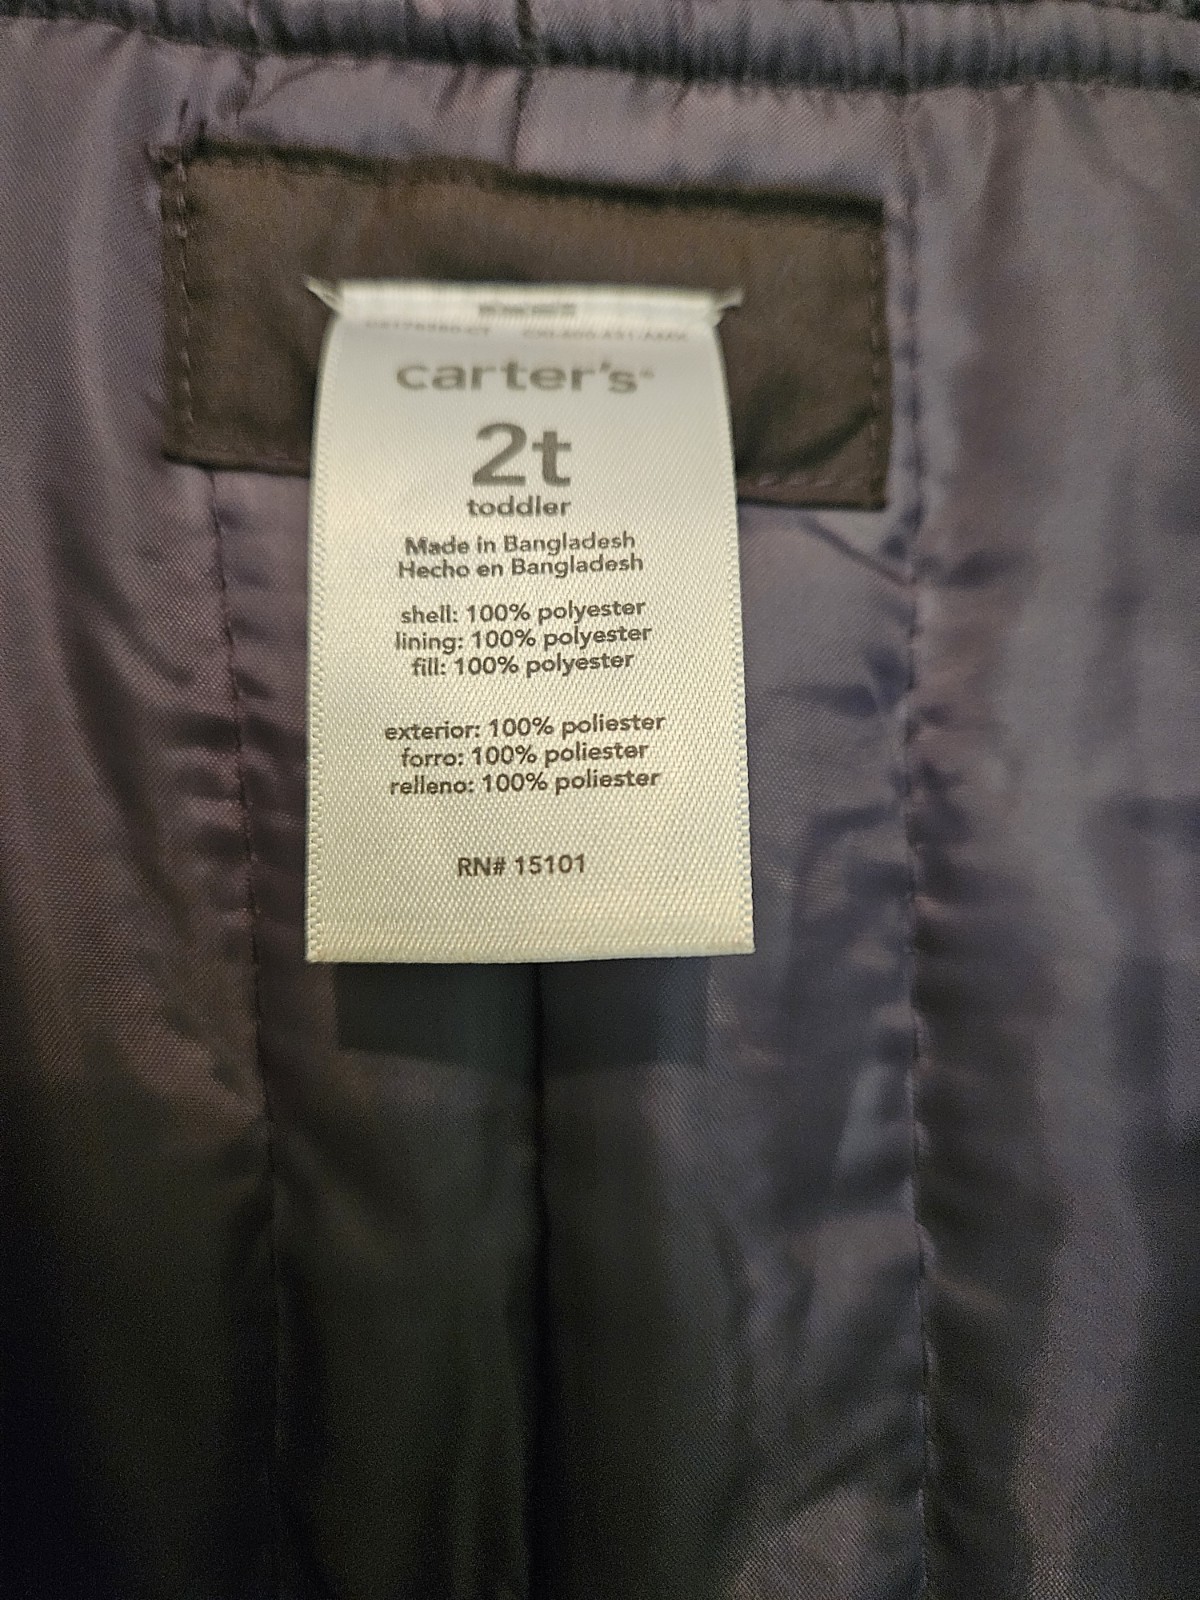 carter's®
2t
toddler
Made in Bangladesh
Hecho en Bangladesh
shell: 100% polyester
lining: 100% polyester
fill: 100% polyester
exterior: 100% poliester
forro: 100% poliester
relleno: 100% poliester
RN# 15101